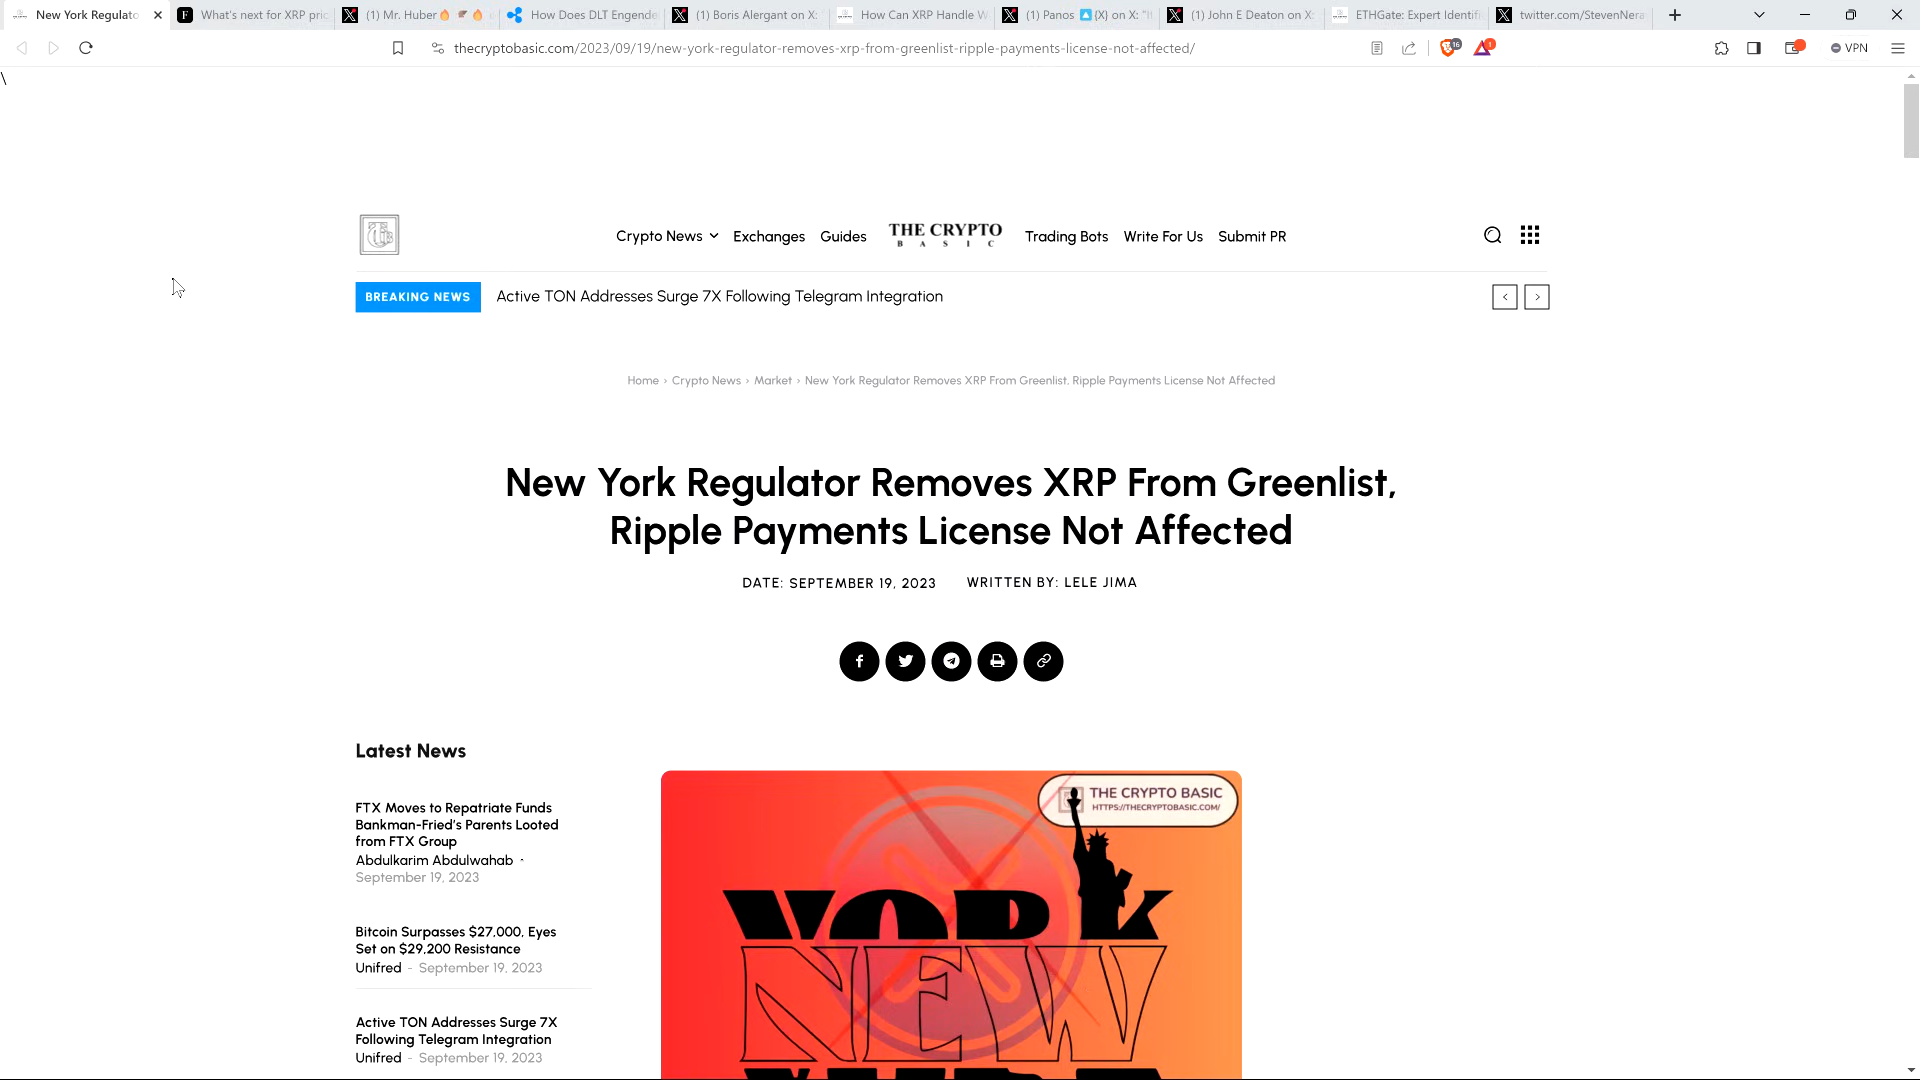 New York Regulato
What's next for XRP pric
(1) Mr. Huber
How Does DLT Engende
(1) Boris Alergant on X:
How Can XRP Handle W
(1) Panos {X} on X: "I
(1) John E Deaton on X:
ETHGate: Expert Identifi
twitter.com/StevenNera
thecryptobasic.com/2023/09/19/new-york-regulator-removes-xrp-from-greenlist-ripple-payments-license-not-affected/
16
1
VPN
\
Crypto News
Exchanges
Guides
THE CRYPTO
BASIC
Trading Bots
Write For Us
Submit PR
BREAKING NEWS
Active TON Addresses Surge 7X Following Telegram Integration
Home › Crypto News › Market › New York Regulator Removes XRP From Greenlist, Ripple Payments License Not Affected
New York Regulator Removes XRP From Greenlist,
Ripple Payments License Not Affected
DATE: SEPTEMBER 19, 2023 WRITTEN BY: LELE JIMA
Latest News
FTX Moves to Repatriate Funds
Bankman-Fried's Parents Looted
from FTX Group
Abdulkarim Abdulwahab -
September 19, 2023
Bitcoin Surpasses $27,000, Eyes
Set on $29,200 Resistance
Unifred - September 19, 2023
Active TON Addresses Surge 7X
Following Telegram Integration
Unifred - September 19, 2023
THE CRYPTO BASIC
HTTPS://THECRYPTOBASIC.COM/
YORK
NEW